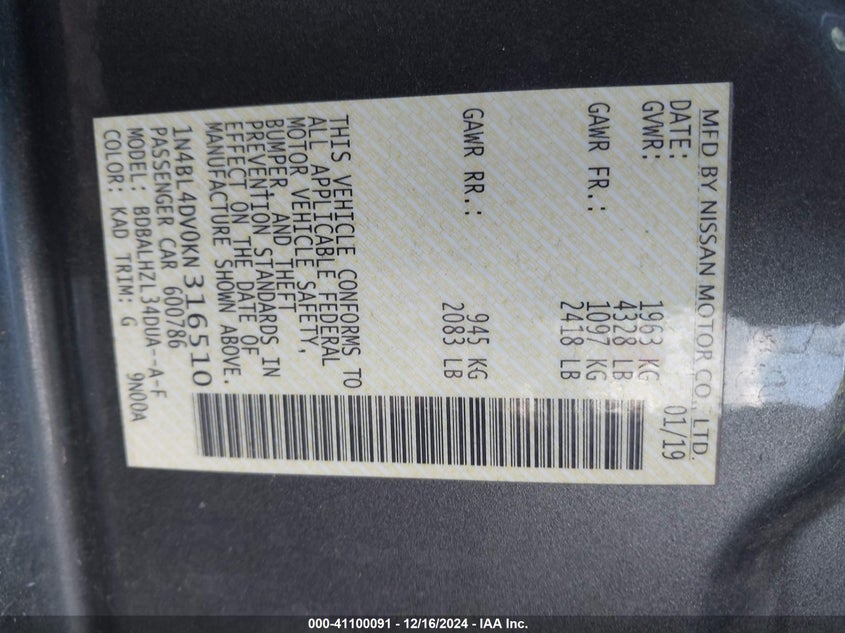 MFD BY NISSAN MOTOR CO., LTD.
DATE: 01/19
GVWR: 1963 KG
4328 LB
GAWR FR.: 1097 KG
2418 LB
GAWR RR.: 945 KG
2083 LB
THIS VEHICLE CONFORMS TO
ALL APPLICABLE FEDERAL
MOTOR VEHICLE SAFETY,
BUMPER, AND THEFT
PREVENTION STANDARDS IN
EFFECT ON THE DATE OF
MANUFACTURE SHOWN ABOVE.
1N4BL4DV0KN316510
PASSENGER CAR 600786
MODEL: BDBALHZL34DUA--A-F
COLOR: KAD TRIM: G 9N00A
000-41100091 - 12/16/2024 - IAA Inc.